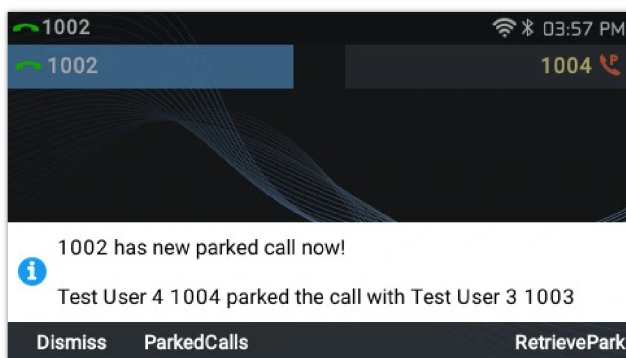 1002 03:57 PM
1002 1004 P
1002 has new parked call now!
Test User 4 1004 parked the call with Test User 3 1003
Dismiss ParkedCalls RetrievePark